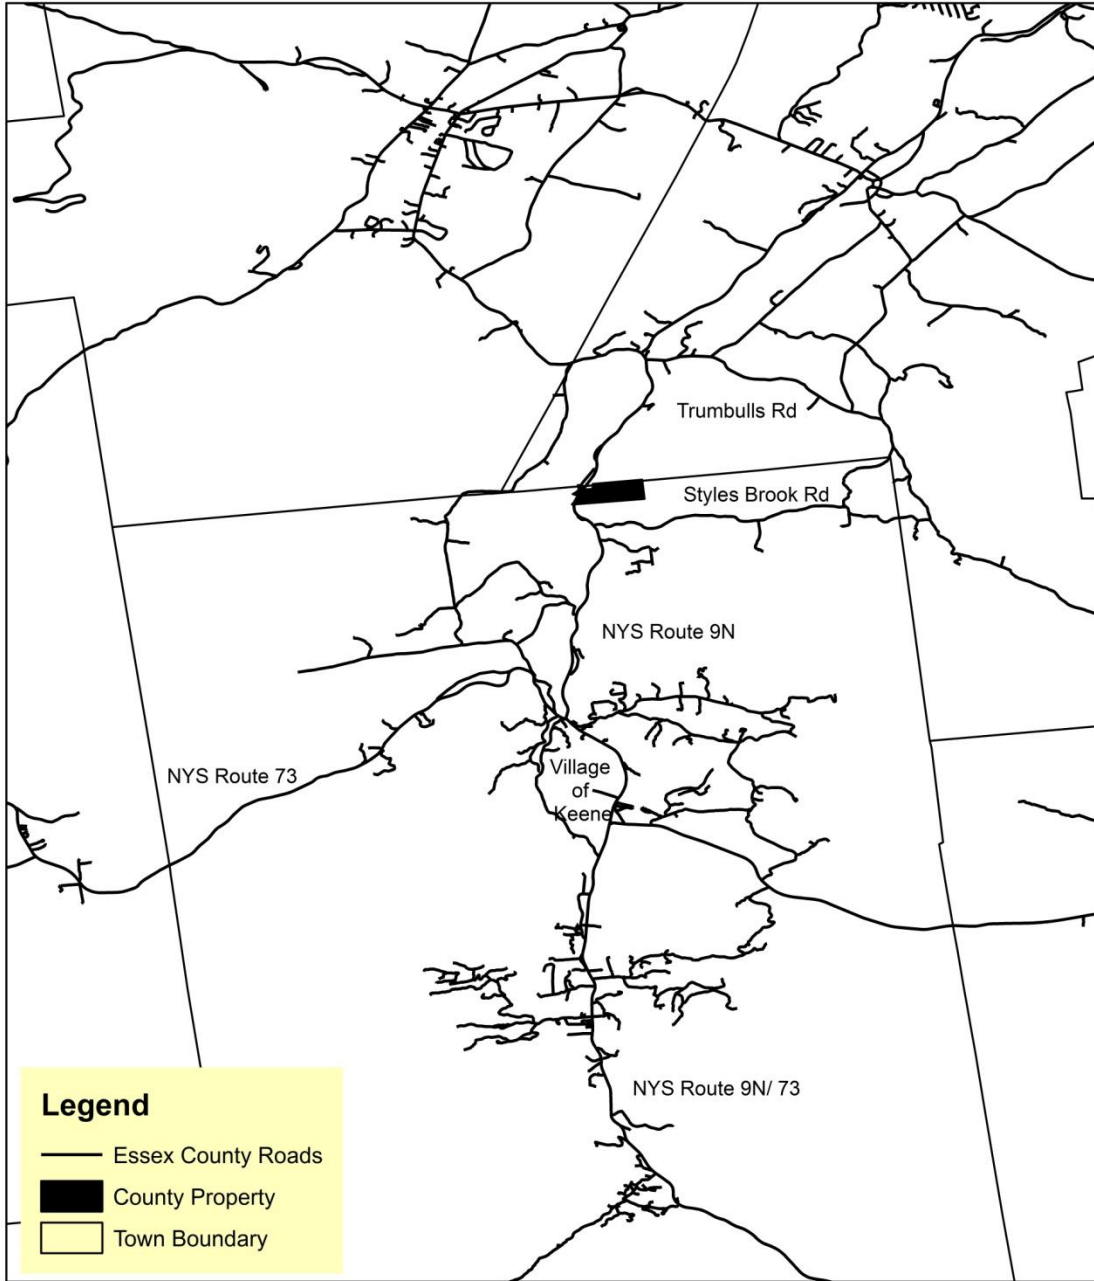 Trumbulls Rd
Styles Brook Rd
NYS Route 9N
NYS Route 73
Village
of
Keene
NYS Route 9N/ 73
Legend
Essex County Roads
County Property
Town Boundary